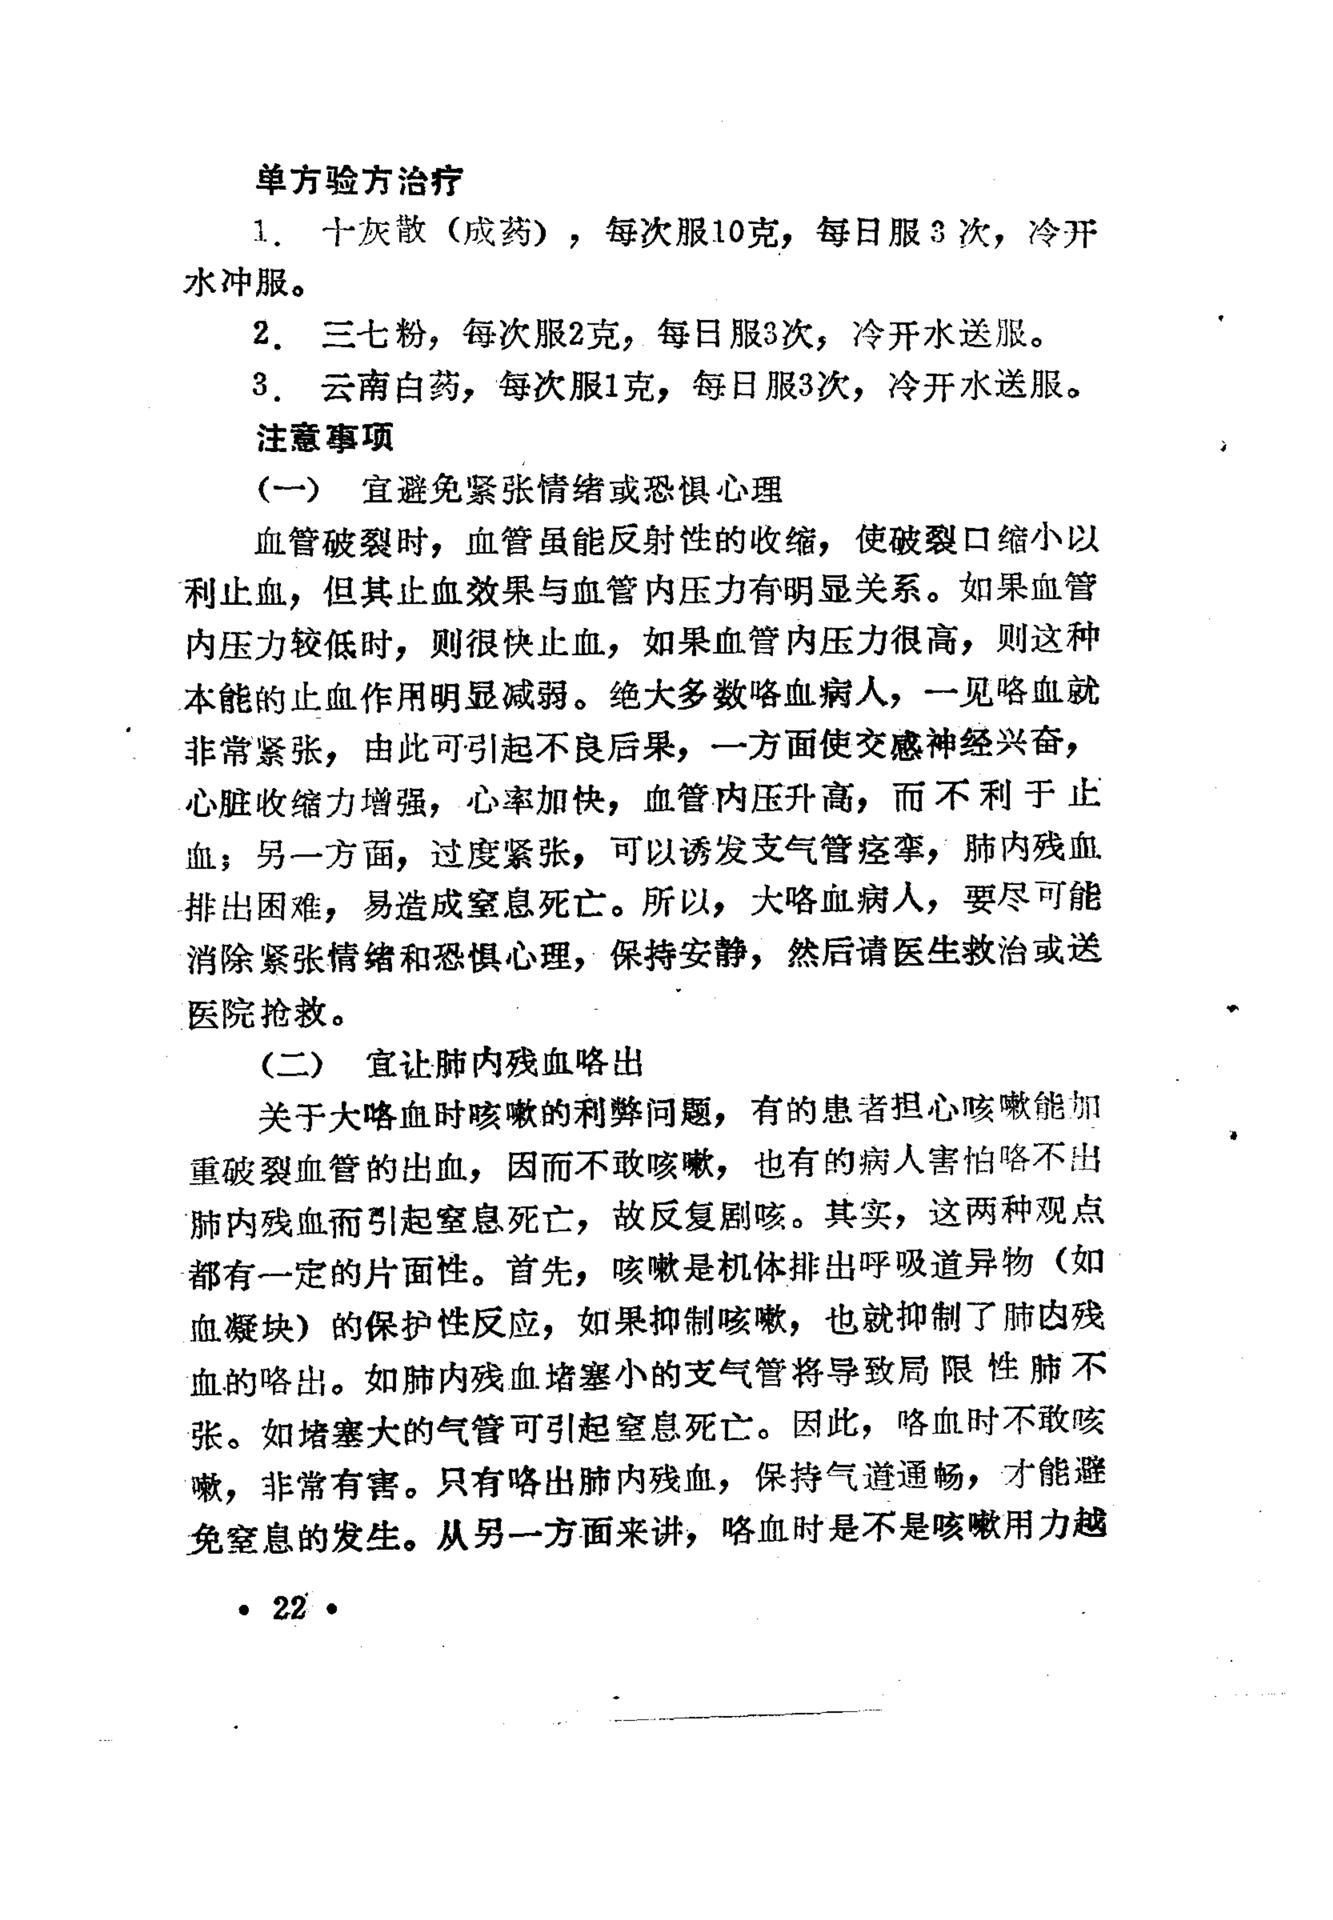 单方验方治疗
1. 十灰散（成药），每次服10克，每日服3次，冷开
水冲服。
2. 三七粉，每次服2克，每日服3次，冷开水送服。
3. 云南白药，每次服1克，每日服3次，冷开水送服。
注意事项
（一） 宜避免紧张情绪或恐惧心理
血管破裂时，血管虽能反射性的收缩，使破裂口缩小以
利止血，但其止血效果与血管内压力有明显关系。如果血管
内压力较低时，则很快止血，如果血管内压力很高，则这种
本能的止血作用明显减弱。绝大多数咯血病人，一见咯血就
非常紧张，由此可引起不良后果，一方面使交感神经兴奋，
心脏收缩力增强，心率加快，血管内压升高，而不利于止
血；另一方面，过度紧张，可以诱发支气管痉挛，肺内残血
排出困难，易造成窒息死亡。所以，大咯血病人，要尽可能
消除紧张情绪和恐惧心理，保持安静，然后请医生救治或送
医院抢救。
（二） 宜让肺内残血咯出
关于大咯血时咳嗽的利弊问题，有的患者担心咳嗽能加
重破裂血管的出血，因而不敢咳嗽，也有的病人害怕咯不出
肺内残血而引起窒息死亡，故反复剧咳。其实，这两种观点
都有一定的片面性。首先，咳嗽是机体排出呼吸道异物（如
血凝块）的保护性反应，如果抑制咳嗽，也就抑制了肺内残
血的咯出。如肺内残血堵塞小的支气管将导致局限性肺不
张。如堵塞大的气管可引起窒息死亡。因此，咯血时不敢咳
嗽，非常有害。只有咯出肺内残血，保持气道通畅，才能避
免窒息的发生。从另一方面来讲，咯血时是不是咳嗽用力越
• 22 •